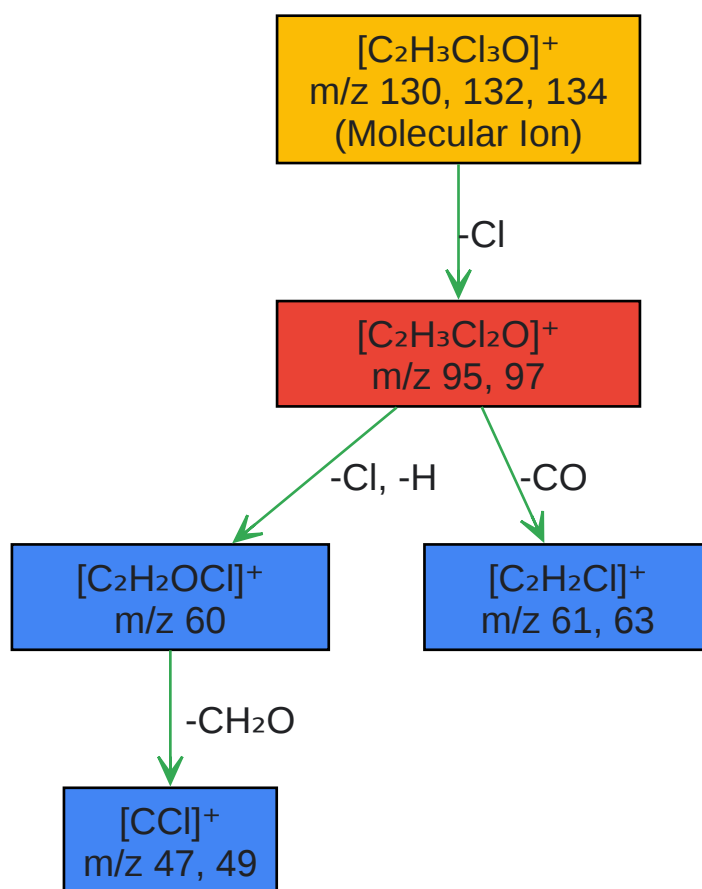 [C₂H₃Cl₃O]⁺
m/z 130, 132, 134
(Molecular Ion)
-Cl
[C₂H₃Cl₂O]⁺
m/z 95, 97
-Cl, -H
-CO
[C₂H₂OCl]⁺
m/z 60
[C₂H₂Cl]⁺
m/z 61, 63
-CH₂O
[CCl]⁺
m/z 47, 49